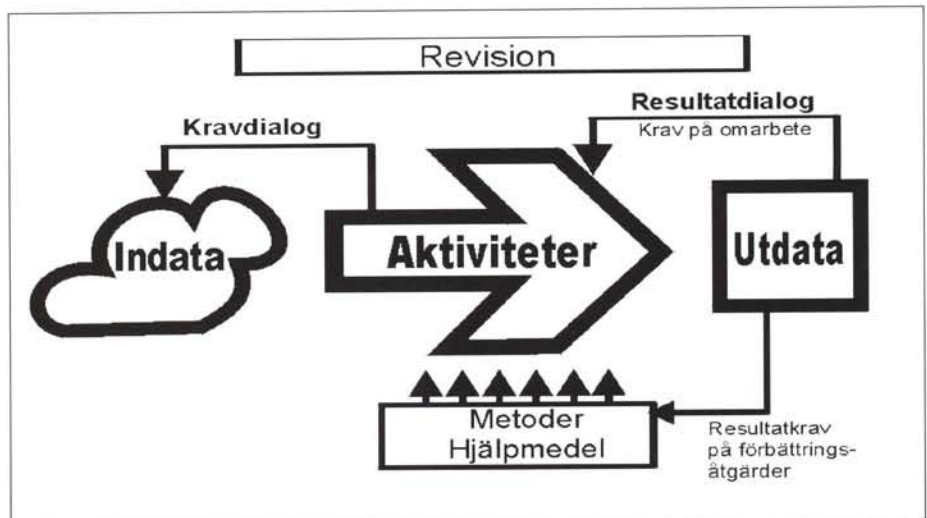 Revision
Resultatdialog
Krav på omarbete
Kravdialog
Indata
Aktiviteter
Utdata
Metoder
Hjälpmedel
Resultatkrav
på förbättrings-
åtgärder